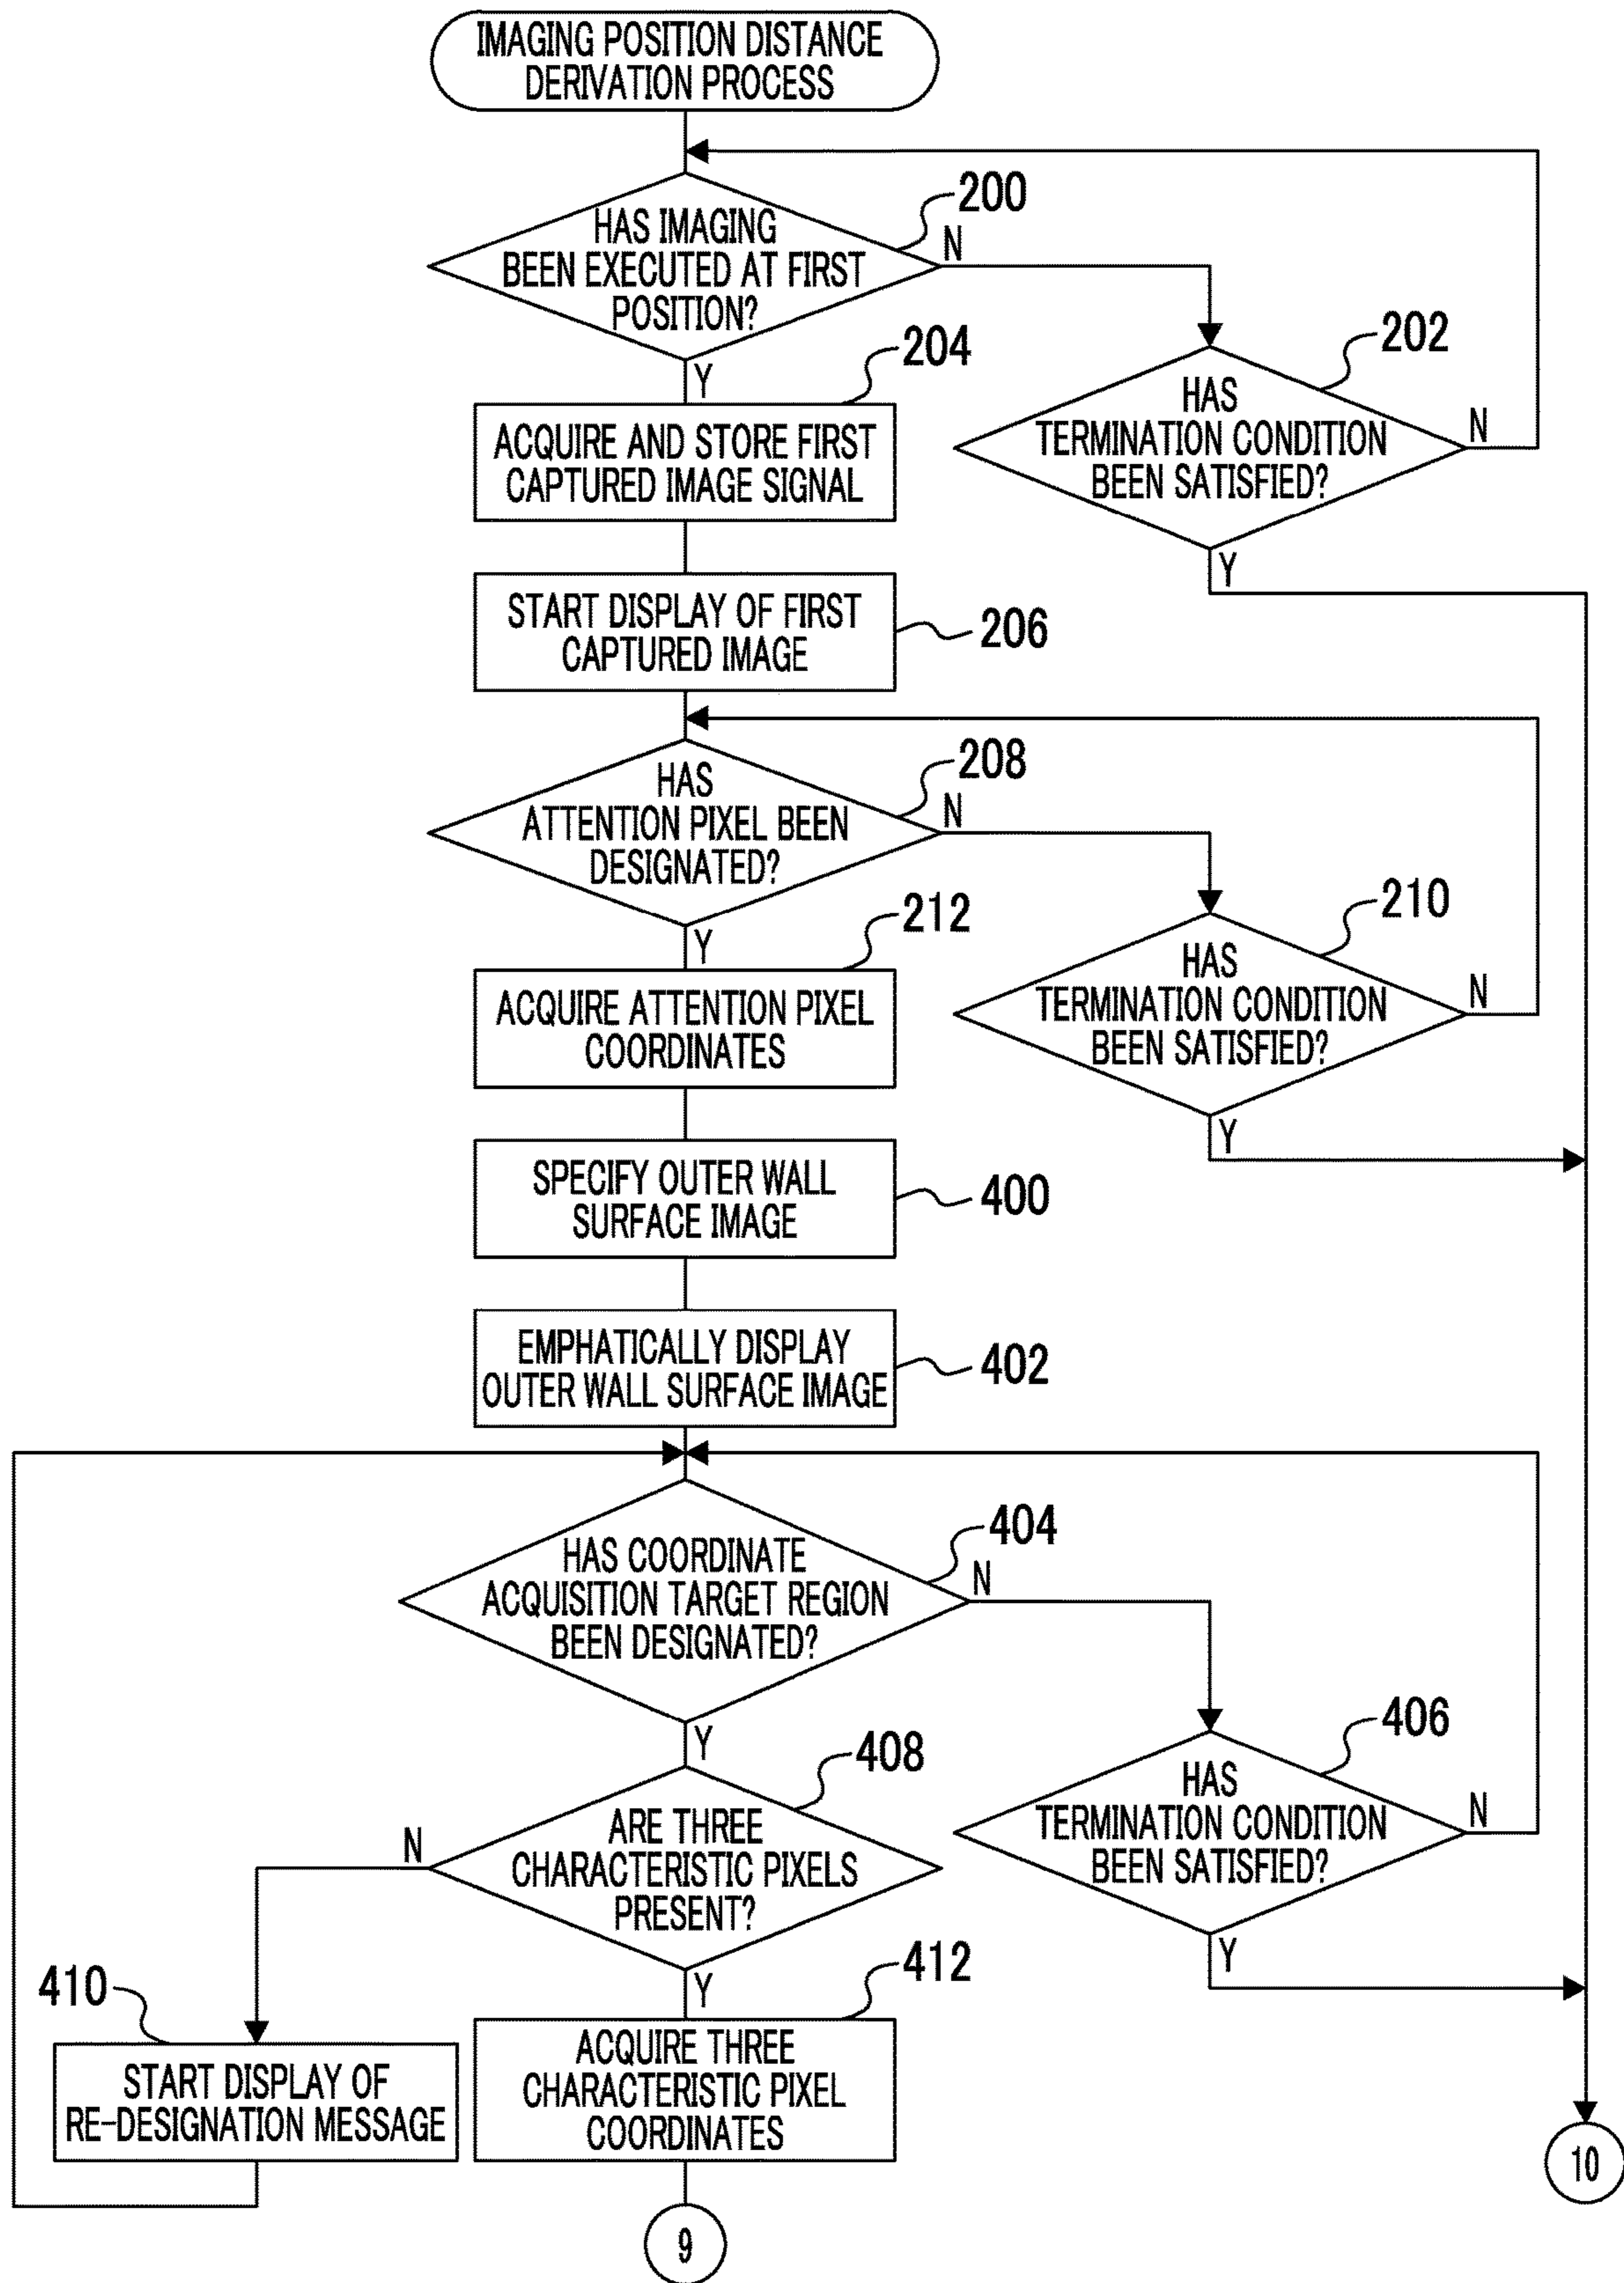 IMAGING POSITION DISTANCE
DERIVATION PROCESS
200
HAS IMAGING
BEEN EXECUTED AT FIRST
POSITION?
N
Y
202
HAS
TERMINATION CONDITION
BEEN SATISFIED?
N
Y
204
ACQUIRE AND STORE FIRST
CAPTURED IMAGE SIGNAL
START DISPLAY OF FIRST
CAPTURED IMAGE
206
208
HAS
ATTENTION PIXEL BEEN
DESIGNATED?
N
Y
210
HAS
TERMINATION CONDITION
BEEN SATISFIED?
N
Y
212
ACQUIRE ATTENTION PIXEL
COORDINATES
SPECIFY OUTER WALL
SURFACE IMAGE
400
EMPHATICALLY DISPLAY
OUTER WALL SURFACE IMAGE
402
404
HAS COORDINATE
ACQUISITION TARGET REGION
BEEN DESIGNATED?
N
Y
406
HAS
TERMINATION CONDITION
BEEN SATISFIED?
N
Y
408
ARE THREE
CHARACTERISTIC PIXELS
PRESENT?
N
Y
410
START DISPLAY OF
RE-DESIGNATION MESSAGE
412
ACQUIRE THREE
CHARACTERISTIC PIXEL
COORDINATES
10
9